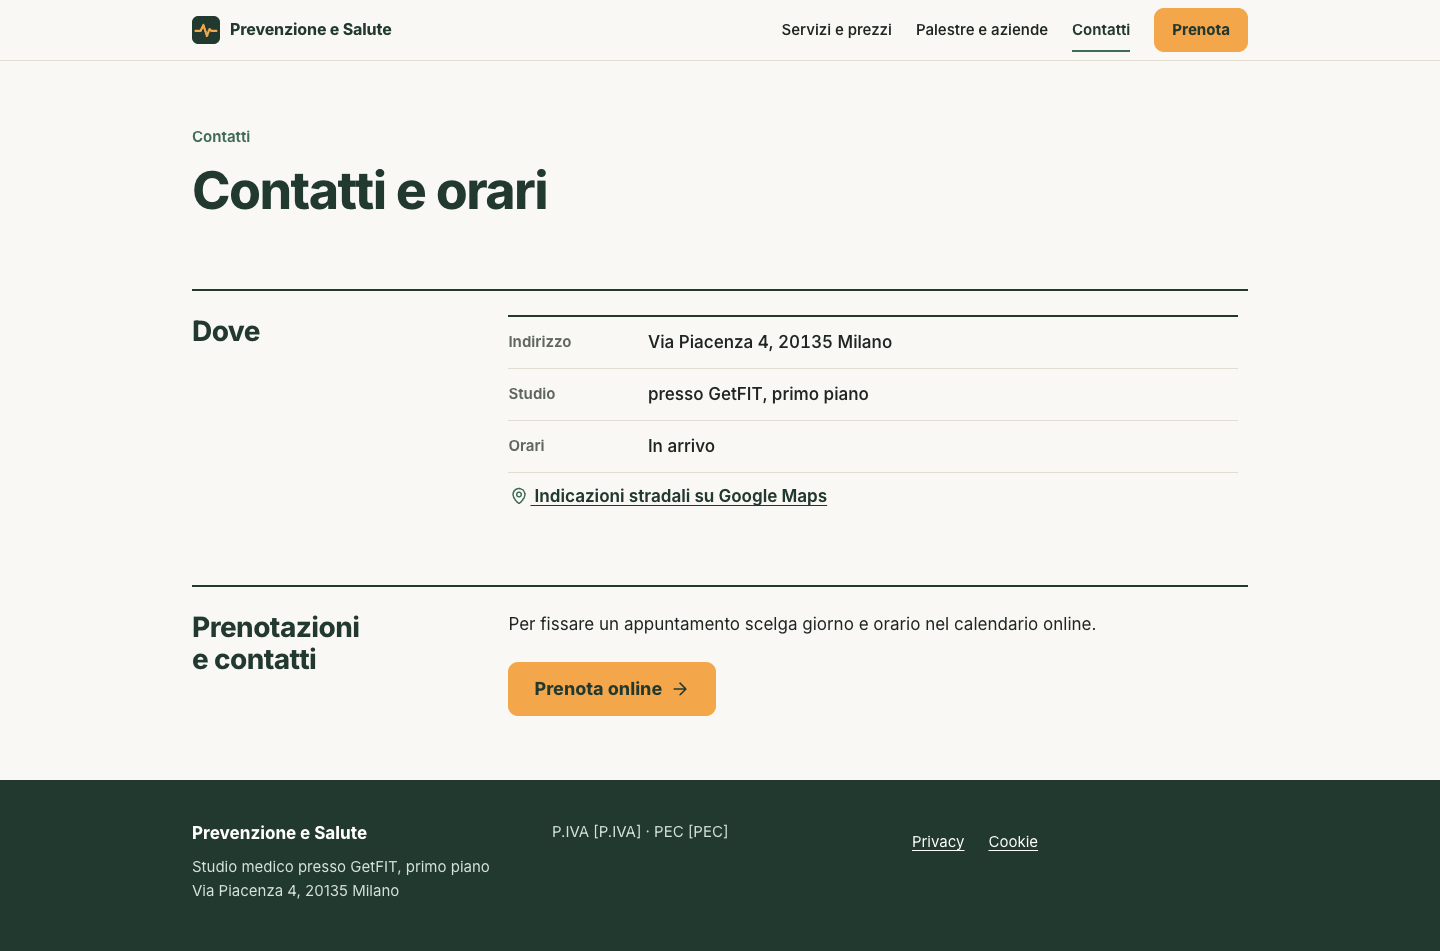 Prevenzione e Salute
Servizi e prezzi
Palestre e aziende
Contatti
Prenota
Contatti
Contatti e orari
Dove
Indirizzo
Via Piacenza 4, 20135 Milano
Studio
presso GetFIT, primo piano
Orari
In arrivo
Indicazioni stradali su Google Maps
Prenotazioni
e contatti
Per fissare un appuntamento scelga giorno e orario nel calendario online.
Prenota online
Prevenzione e Salute
Studio medico presso GetFIT, primo piano
Via Piacenza 4, 20135 Milano
P.IVA [P.IVA] · PEC [PEC]
Privacy
Cookie